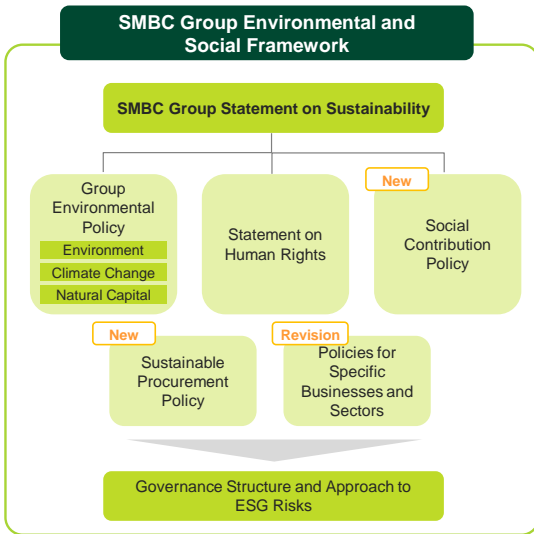 SMBC Group Environmental and
Social Framework
SMBC Group Statement on Sustainability
Group
Environmental
Policy
Environment
Climate Change
Natural Capital
Statement on
Human Rights
New
Social
Contribution
Policy
New
Sustainable
Procurement
Policy
Revision
Policies for
Specific
Businesses and
Sectors
Governance Structure and Approach to
ESG Risks